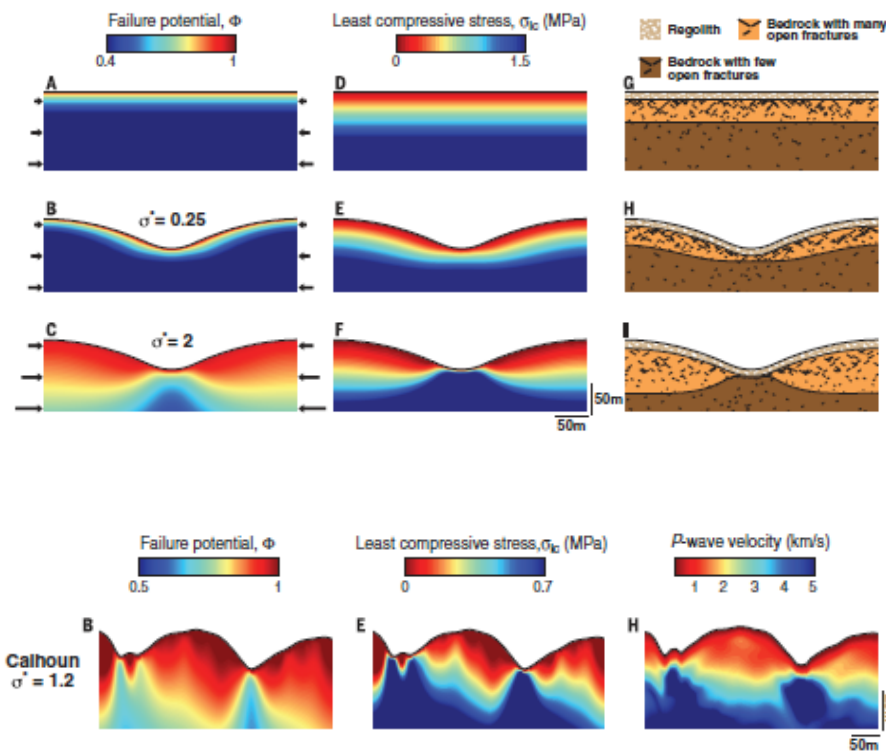 Failure potential, Φ
0.4 1
Least compressive stress, σlc (MPa)
0 1.5
Regolith
Bedrock with many open fractures
Bedrock with few open fractures
A
D
G
B
σ* = 0.25
E
H
C
σ* = 2
F
I
50m
50m
Failure potential, Φ
0.5 1
Least compressive stress,σlc (MPa)
0 0.7
P-wave velocity (km/s)
1 2 3 4 5
Calhoun
σ* = 1.2
B
E
H
50m